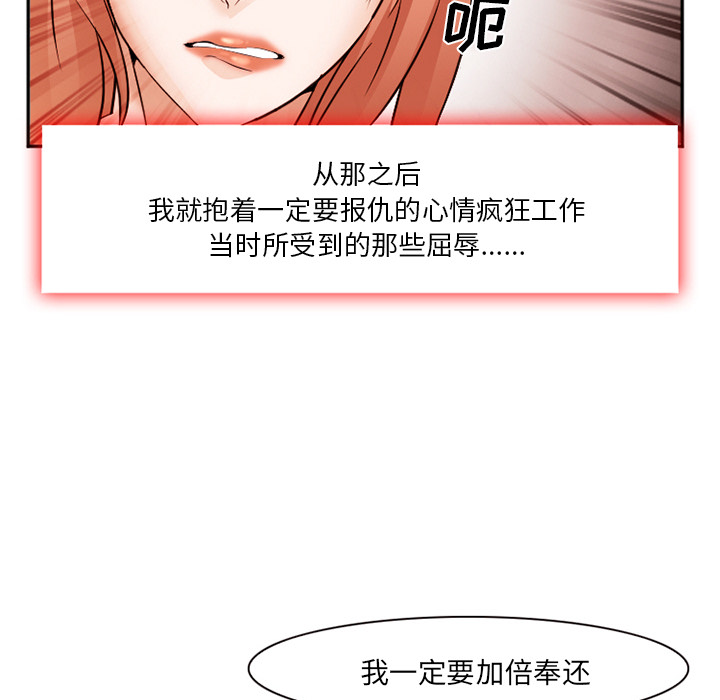 呃
从那之后
我就抱着一定要报仇的心情疯狂工作
当时所受到的那些屈辱……
我一定要加倍奉还